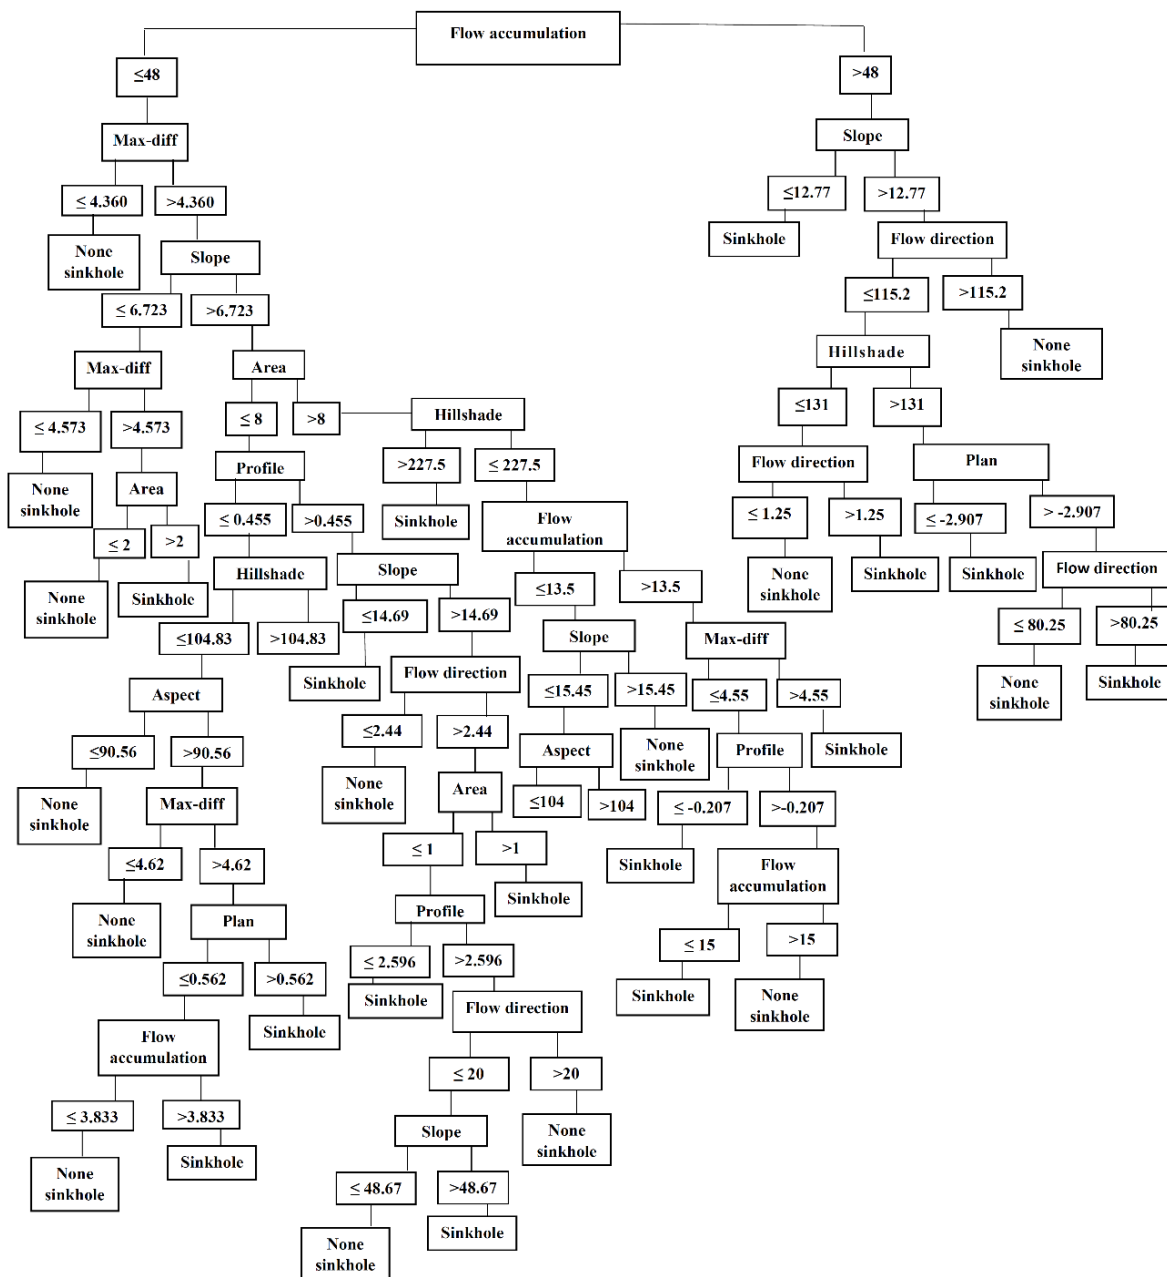 Flow accumulation
≤48
>48
Max-diff
Slope
≤ 4.360
>4.360
≤12.77
>12.77
None
sinkhole
Slope
Sinkhole
Flow direction
≤ 6.723
>6.723
≤115.2
>115.2
Max-diff
Area
Hillshade
None
sinkhole
≤ 4.573
>4.573
≤ 8
>8
Hillshade
≤131
>131
None
sinkhole
Area
Profile
>227.5
≤ 227.5
Flow direction
Plan
≤ 2
>2
≤ 0.455
>0.455
Sinkhole
Flow
accumulation
≤ 1.25
>1.25
≤ -2.907
> -2.907
None
sinkhole
Sinkhole
Hillshade
Slope
≤13.5
>13.5
None
sinkhole
Sinkhole
Sinkhole
Flow direction
≤104.83
>104.83
≤14.69
>14.69
Slope
Max-diff
≤ 80.25
>80.25
Aspect
Sinkhole
Flow direction
≤15.45
>15.45
≤4.55
>4.55
None
sinkhole
Sinkhole
≤90.56
>90.56
≤2.44
>2.44
Aspect
None
sinkhole
Profile
Sinkhole
None
sinkhole
Max-diff
None
sinkhole
Area
≤104
>104
≤ -0.207
>-0.207
≤4.62
>4.62
≤ 1
>1
Sinkhole
Flow
accumulation
None
sinkhole
Plan
Profile
Sinkhole
≤ 15
>15
≤0.562
>0.562
≤ 2.596
>2.596
Sinkhole
None
sinkhole
Flow
accumulation
Sinkhole
Sinkhole
Flow direction
≤ 3.833
>3.833
≤ 20
>20
None
sinkhole
Sinkhole
Slope
None
sinkhole
≤ 48.67
>48.67
None
sinkhole
Sinkhole